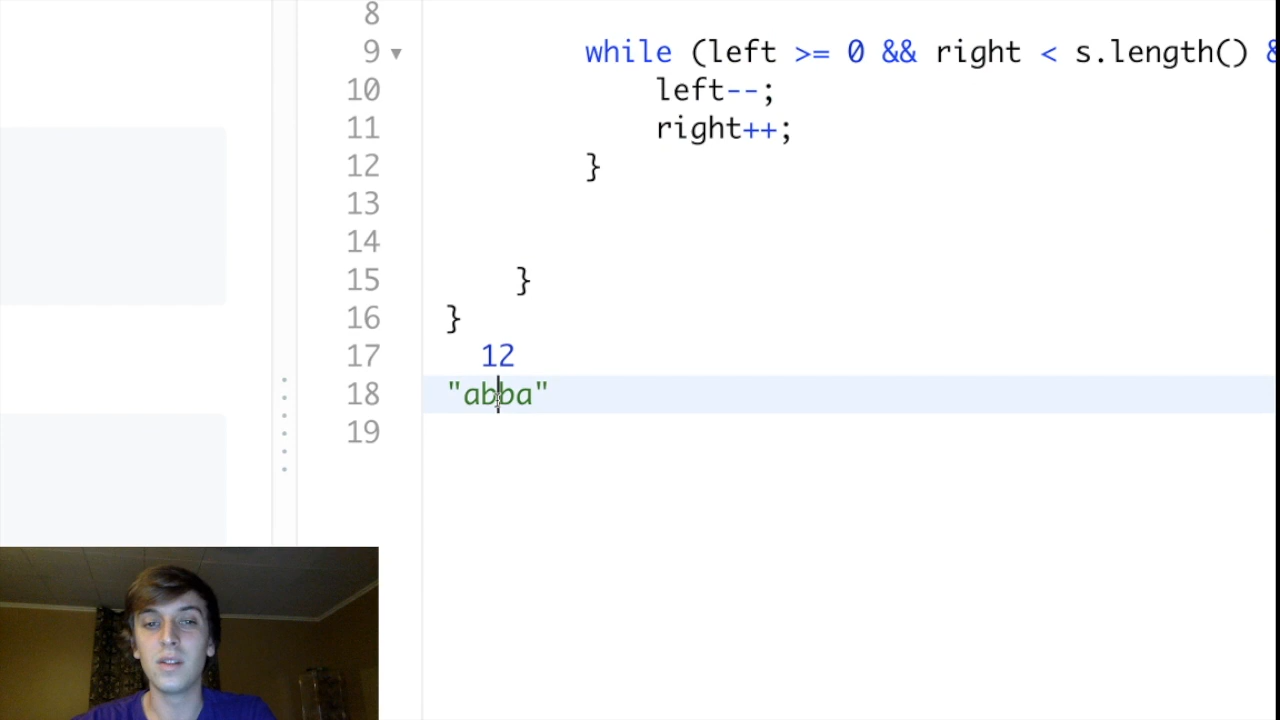 8
9 while (left >= 0 && right < s.length() &
10 left--;
11 right++;
12 }
13
14
15 }
16 }
17 12
18 "abba"
19